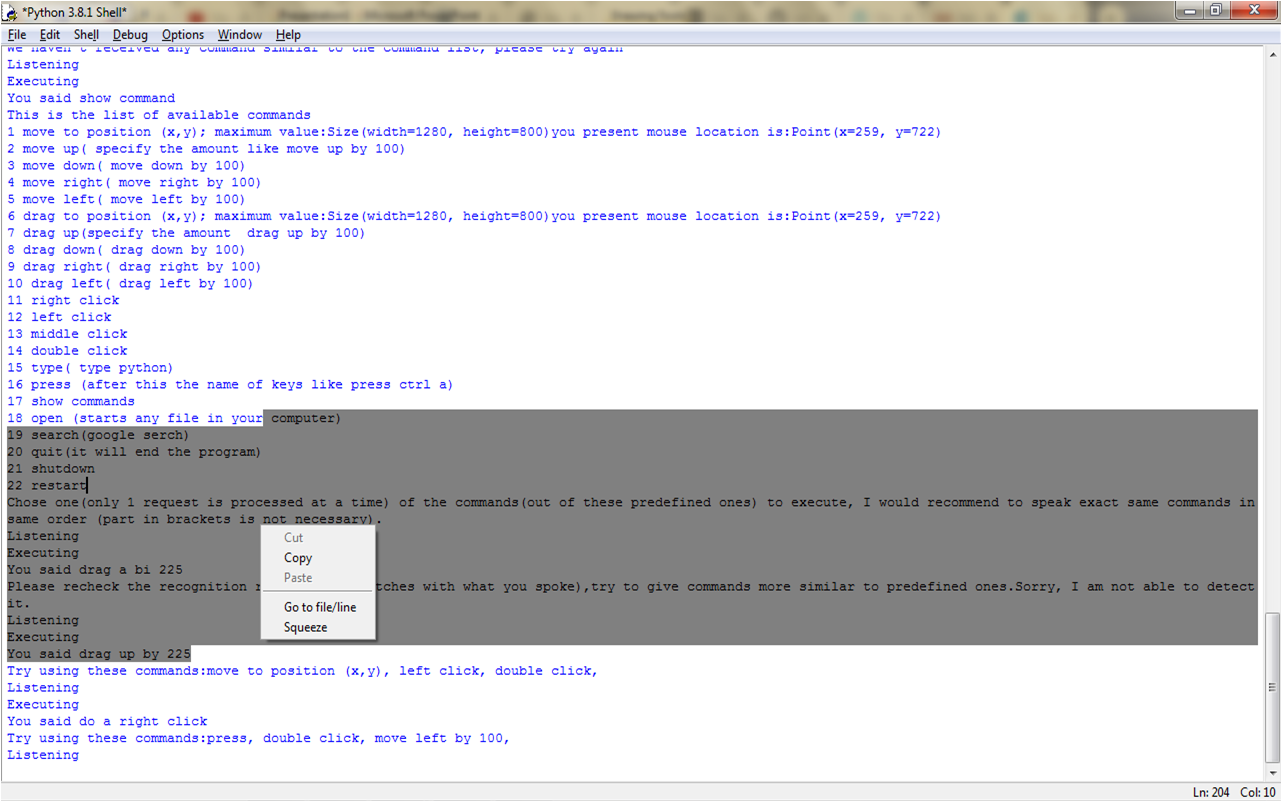 *Python 3.8.1 Shell*
File Edit Shell Debug Options Window Help
we haven't received any command similar to the command list, please try again
Listening
Executing
You said show command
This is the list of available commands
1 move to position (x,y); maximum value:Size(width=1280, height=800)you present mouse location is:Point(x=259, y=722)
2 move up( specify the amount like move up by 100)
3 move down( move down by 100)
4 move right( move right by 100)
5 move left( move left by 100)
6 drag to position (x,y); maximum value:Size(width=1280, height=800)you present mouse location is:Point(x=259, y=722)
7 drag up(specify the amount  drag up by 100)
8 drag down( drag down by 100)
9 drag right( drag right by 100)
10 drag left( drag left by 100)
11 right click
12 left click
13 middle click
14 double click
15 type( type python)
16 press (after this the name of keys like press ctrl a)
17 show commands
18 open (starts any file in your computer)
19 search(google serch)
20 quit(it will end the program)
21 shutdown
22 restart
Chose one(only 1 request is processed at a time) of the commands(out of these predefined ones) to execute, I would recommend to speak exact same commands in
same order (part in brackets is not necessary).
Listening
Executing
You said drag a bi 225
Please recheck the recognition tches with what you spoke),try to give commands more similar to predefined ones.Sorry, I am not able to detect
it.
Listening
Executing
You said drag up by 225
Try using these commands:move to position (x,y), left click, double click,
Listening
Executing
You said do a right click
Try using these commands:press, double click, move left by 100,
Listening
Cut
Copy
Paste
Go to file/line
Squeeze
Ln: 204 Col: 10